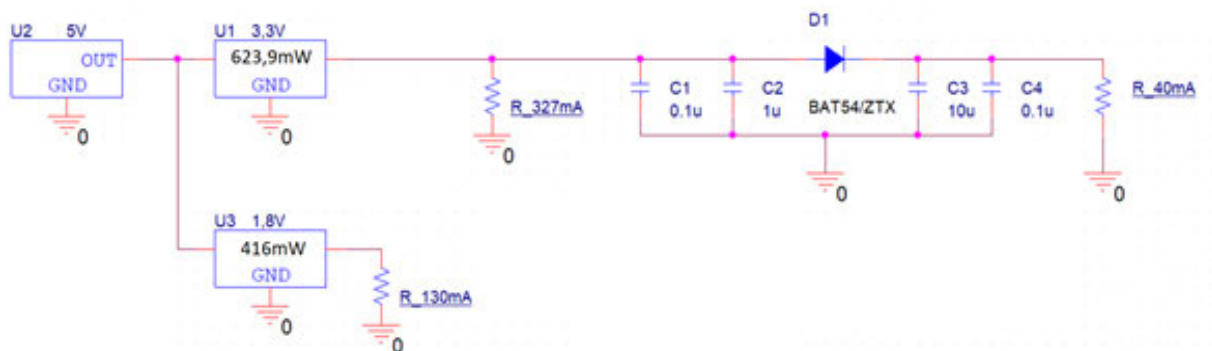 U2 5V
OUT
GND
0
U1 3,3V
623,9mW
GND
0
R_327mA
0
C1
0.1u
C2
1u
D1
BAT54/ZTX
0
C3
10u
C4
0.1u
R_40mA
0
U3 1,8V
416mW
GND
0
R_130mA
0